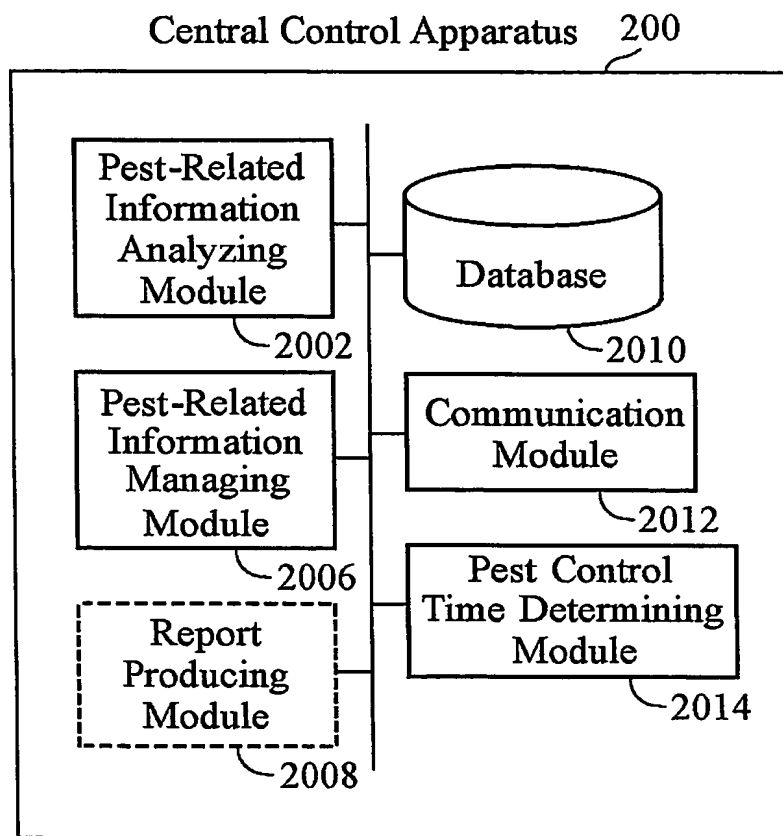 Central Control Apparatus 200
Pest-Related
Information
Analyzing
Module
2002
Database
2010
Pest-Related
Information
Managing
Module
2006
Communication
Module
2012
Report
Producing
Module
2008
Pest Control
Time Determining
Module
2014